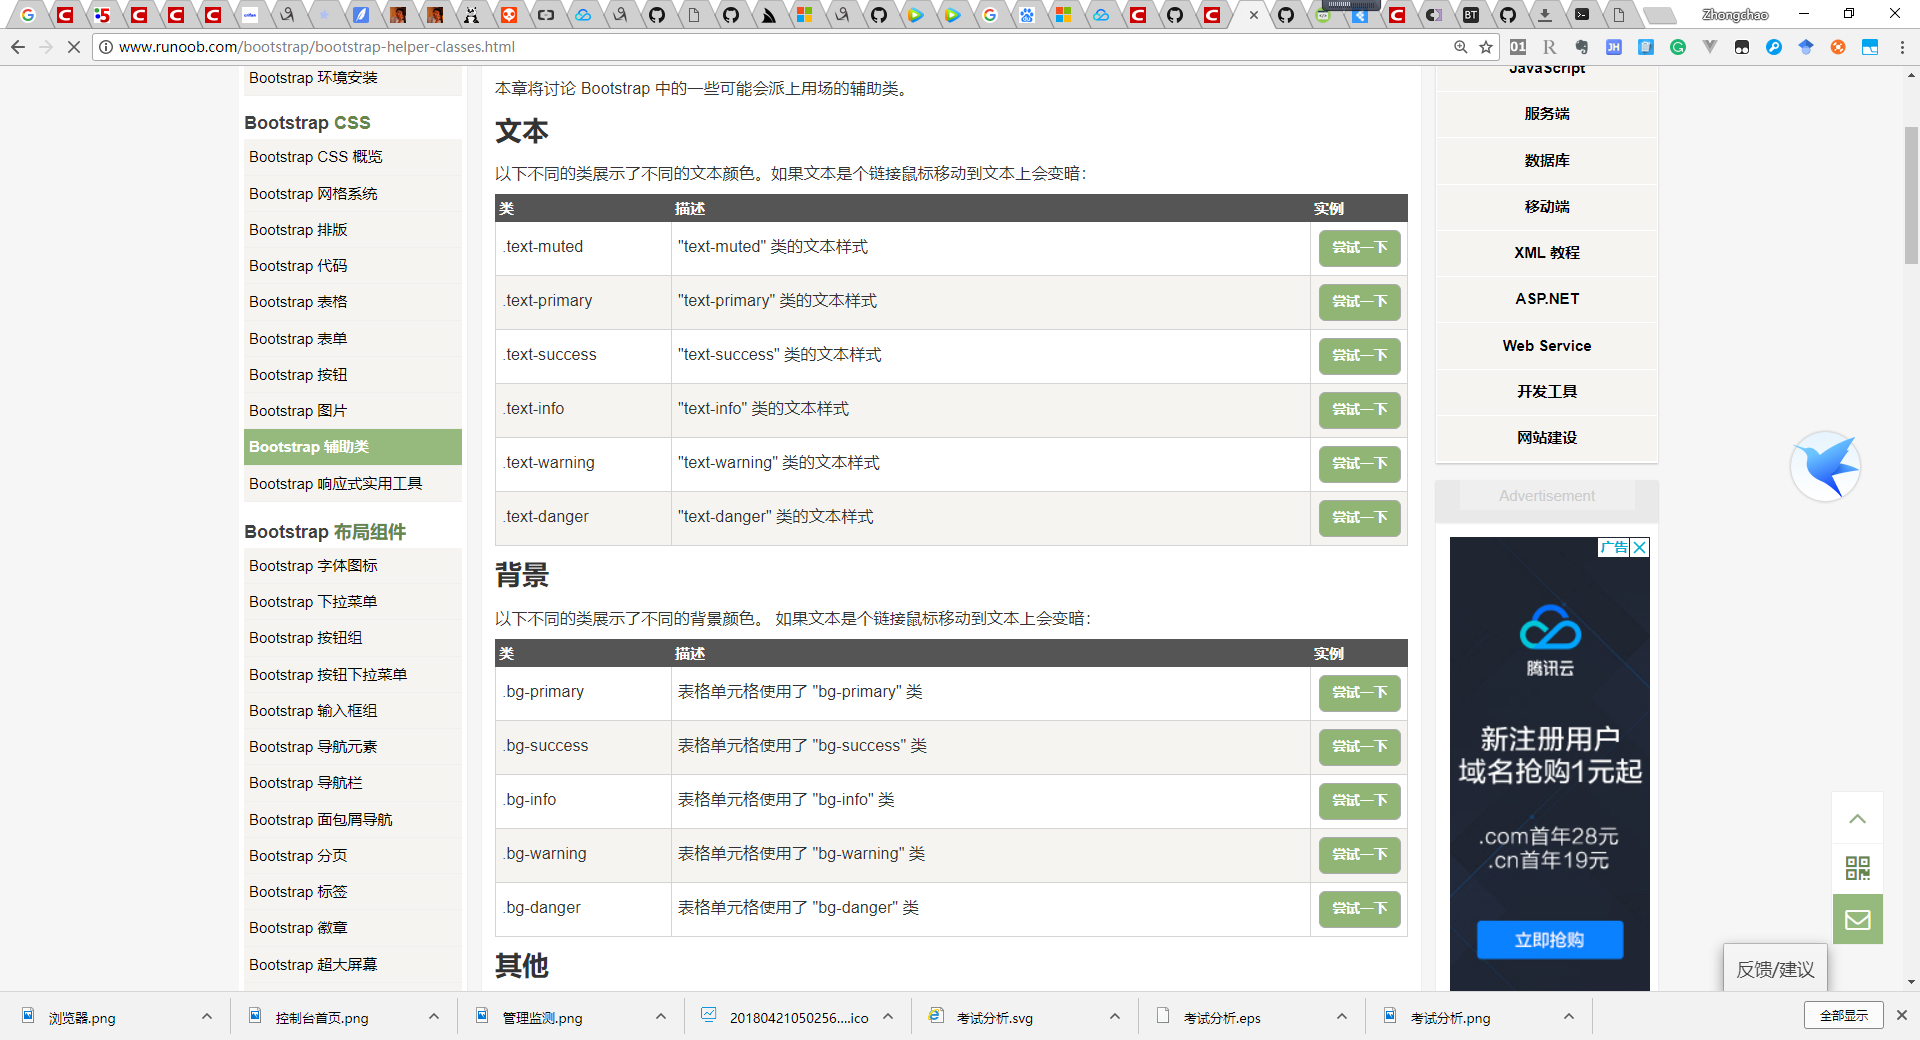 Zhongchao
www.runoob.com/bootstrap/bootstrap-helper-classes.html
Bootstrap 环境安装
Bootstrap CSS
Bootstrap CSS 概览
Bootstrap 网格系统
Bootstrap 排版
Bootstrap 代码
Bootstrap 表格
Bootstrap 表单
Bootstrap 按钮
Bootstrap 图片
Bootstrap 辅助类
Bootstrap 响应式实用工具
Bootstrap 布局组件
Bootstrap 字体图标
Bootstrap 下拉菜单
Bootstrap 按钮组
Bootstrap 按钮下拉菜单
Bootstrap 输入框组
Bootstrap 导航元素
Bootstrap 导航栏
Bootstrap 面包屑导航
Bootstrap 分页
Bootstrap 标签
Bootstrap 徽章
Bootstrap 超大屏幕
本章将讨论 Bootstrap 中的一些可能会派上用场的辅助类。
文本
以下不同的类展示了不同的文本颜色。如果文本是个链接鼠标移动到文本上会变暗：
类 描述 实例
.text-muted "text-muted" 类的文本样式 尝试一下
.text-primary "text-primary" 类的文本样式 尝试一下
.text-success "text-success" 类的文本样式 尝试一下
.text-info "text-info" 类的文本样式 尝试一下
.text-warning "text-warning" 类的文本样式 尝试一下
.text-danger "text-danger" 类的文本样式 尝试一下
背景
以下不同的类展示了不同的背景颜色。 如果文本是个链接鼠标移动到文本上会变暗：
类 描述 实例
.bg-primary 表格单元格使用了 "bg-primary" 类 尝试一下
.bg-success 表格单元格使用了 "bg-success" 类 尝试一下
.bg-info 表格单元格使用了 "bg-info" 类 尝试一下
.bg-warning 表格单元格使用了 "bg-warning" 类 尝试一下
.bg-danger 表格单元格使用了 "bg-danger" 类 尝试一下
其他
JavaScript
服务端
数据库
移动端
XML 教程
ASP.NET
Web Service
开发工具
网站建设
Advertisement
广告
腾讯云
新注册用户
域名抢购1元起
.com首年28元
.cn首年19元
立即抢购
反馈/建议
浏览器.png
控制台首页.png
管理监测.png
20180421050256....ico
考试分析.svg
考试分析.eps
考试分析.png
全部显示